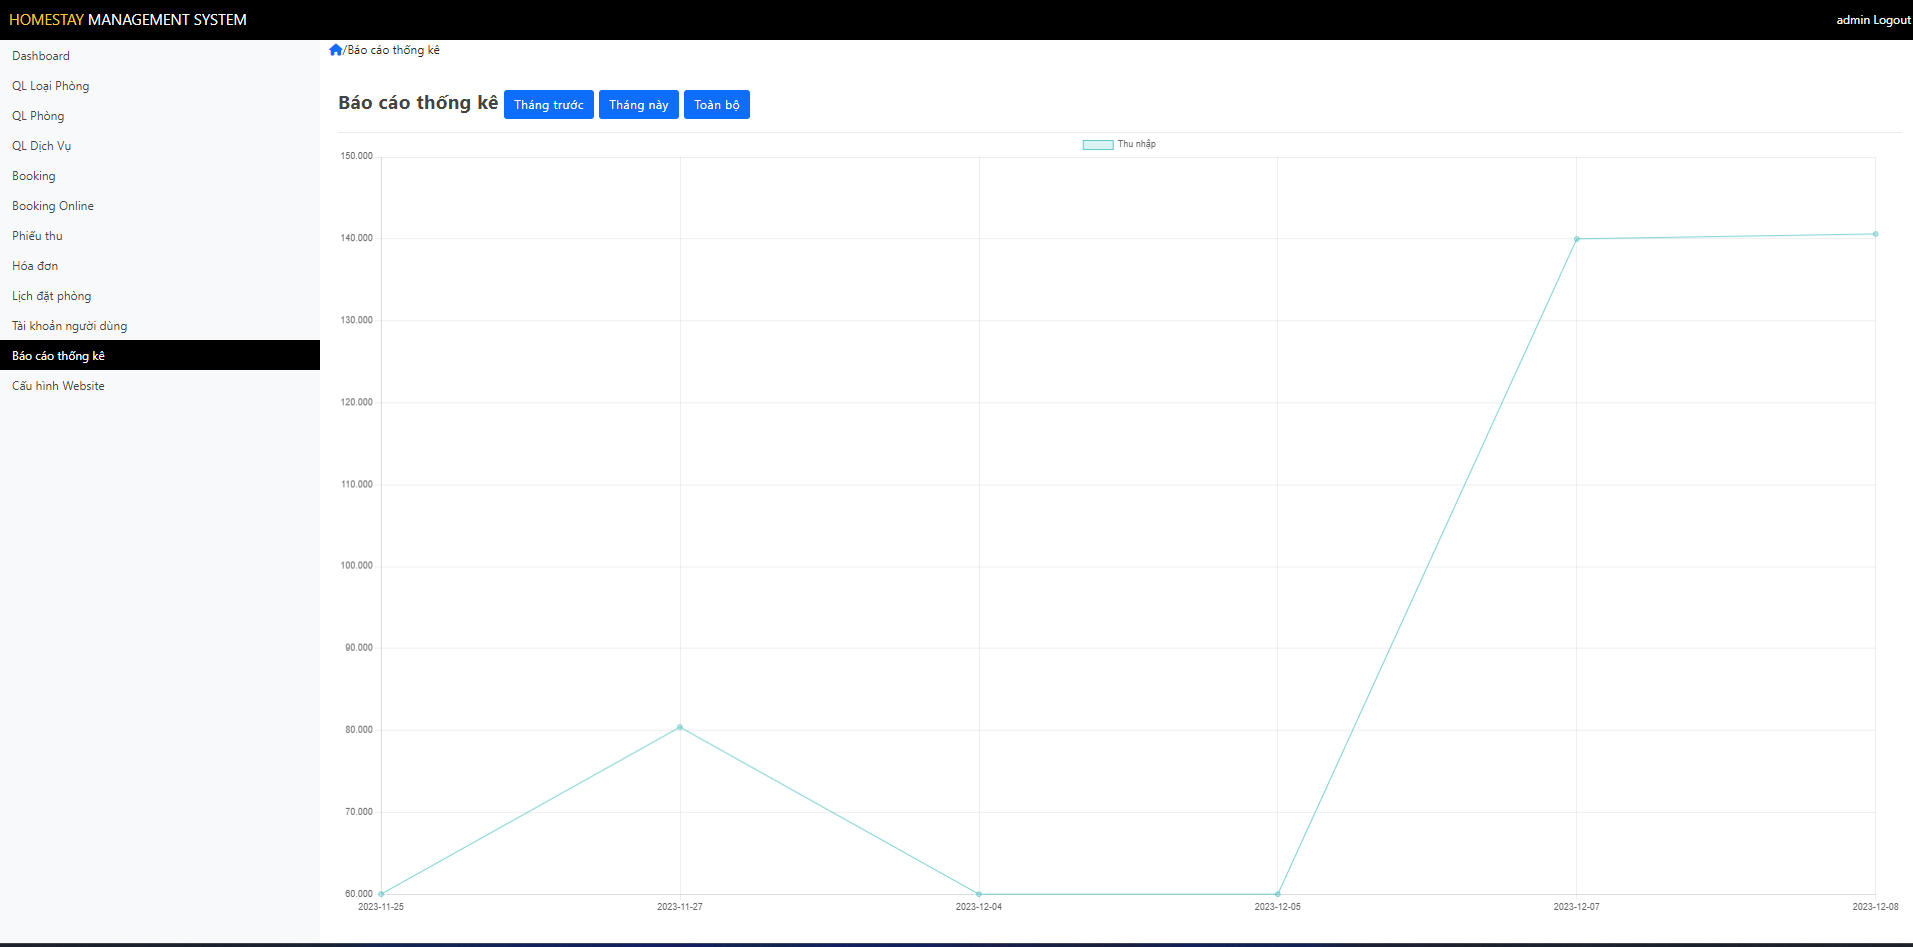 HOMESTAY MANAGEMENT SYSTEM
admin Logout
Dashboard
QL Loại Phòng
QL Phòng
QL Dịch Vụ
Booking
Booking Online
Phiếu thu
Hóa đơn
Lịch đặt phòng
Tài khoản người dùng
Báo cáo thống kê
Cấu hình Website
/Báo cáo thống kê
Báo cáo thống kê
Tháng trước
Tháng này
Toàn bộ
Thu nhập
150.000
140.000
130.000
120.000
110.000
100.000
90.000
80.000
70.000
60.000
2023-11-25
2023-11-27
2023-12-04
2023-12-05
2023-12-07
2023-12-08